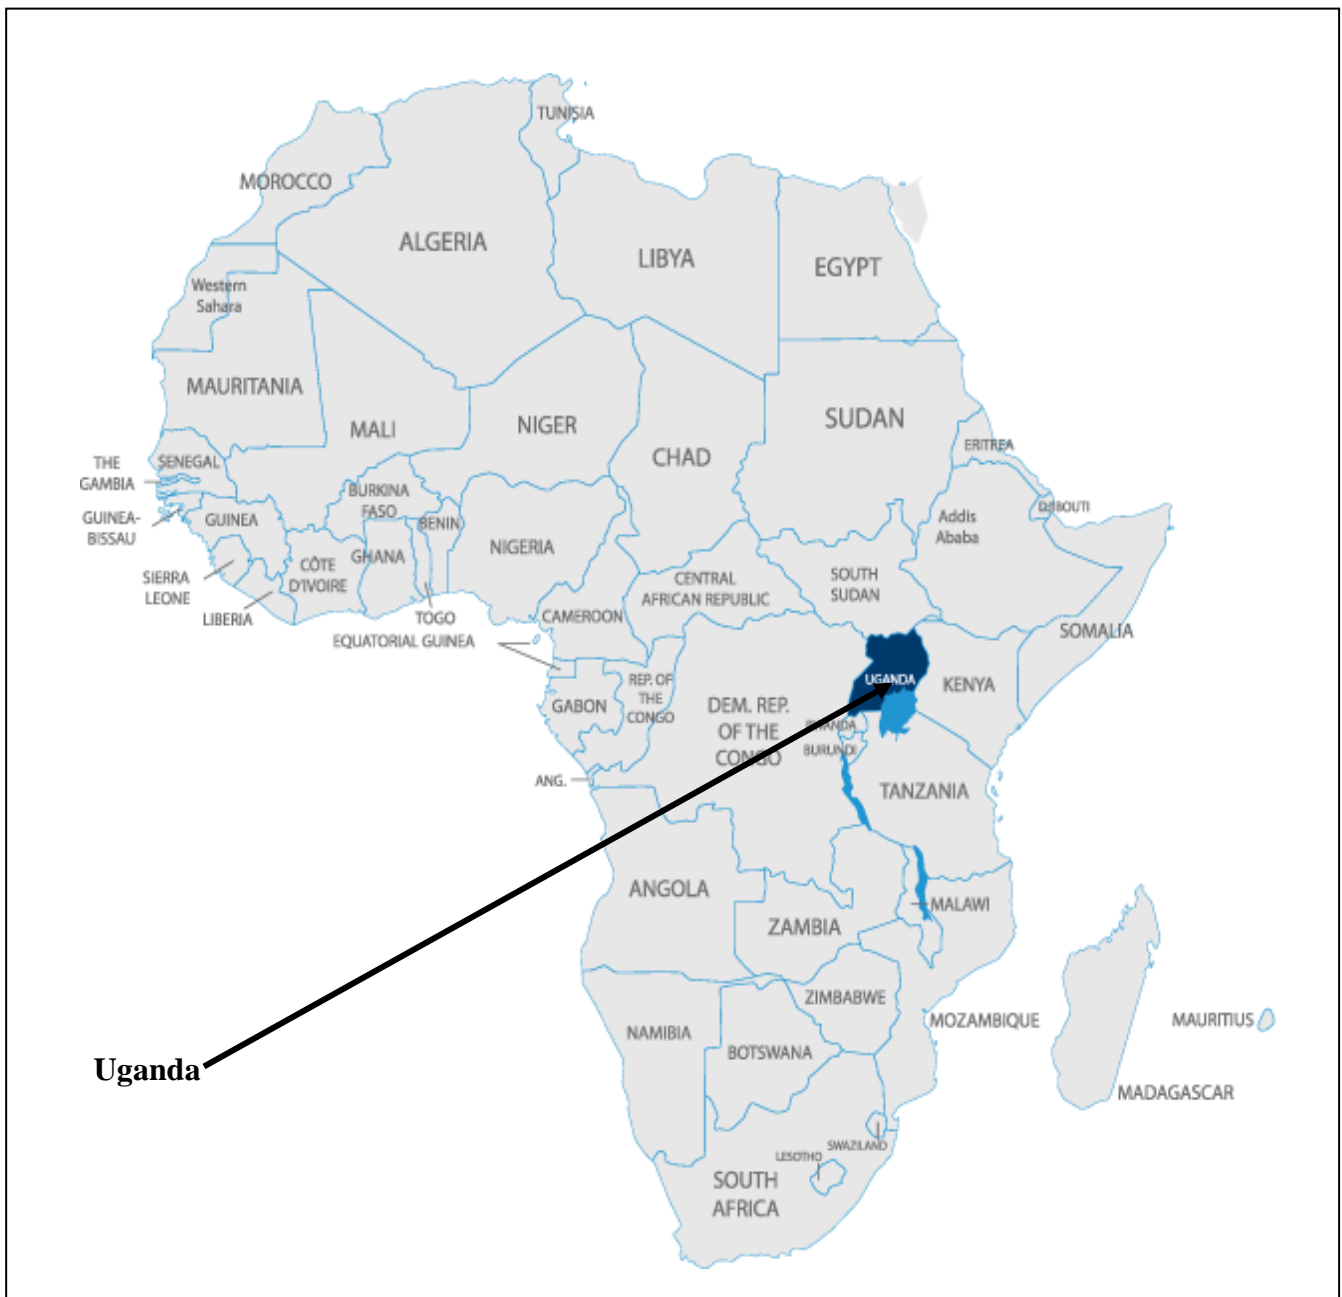 TUNISIA
MOROCCO
ALGERIA
LIBYA
EGYPT
Western
Sahara
MAURITANIA
MALI
NIGER
CHAD
SUDAN
ERITREA
THE
GAMBIA
SENEGAL
BURKINA
FASO
BENIN
DJIBOUTI
GUINEA-
BISSAU
GUINEA
NIGERIA
Addis
Ababa
CÔTE
D'IVOIRE
GHANA
SIERRA
LEONE
LIBERIA
TOGO
CENTRAL
AFRICAN REPUBLIC
SOUTH
SUDAN
CAMEROON
EQUATORIAL GUINEA
SOMALIA
UGANDA
KENYA
GABON
REP. OF
THE
CONGO
DEM. REP.
OF THE
CONGO
RWANDA
BURUNDI
ANG.
TANZANIA
ANGOLA
ZAMBIA
MALAWI
ZIMBABWE
MOZAMBIQUE
MAURITIUS
NAMIBIA
BOTSWANA
Uganda
MADAGASCAR
SWAZILAND
LESOTHO
SOUTH
AFRICA